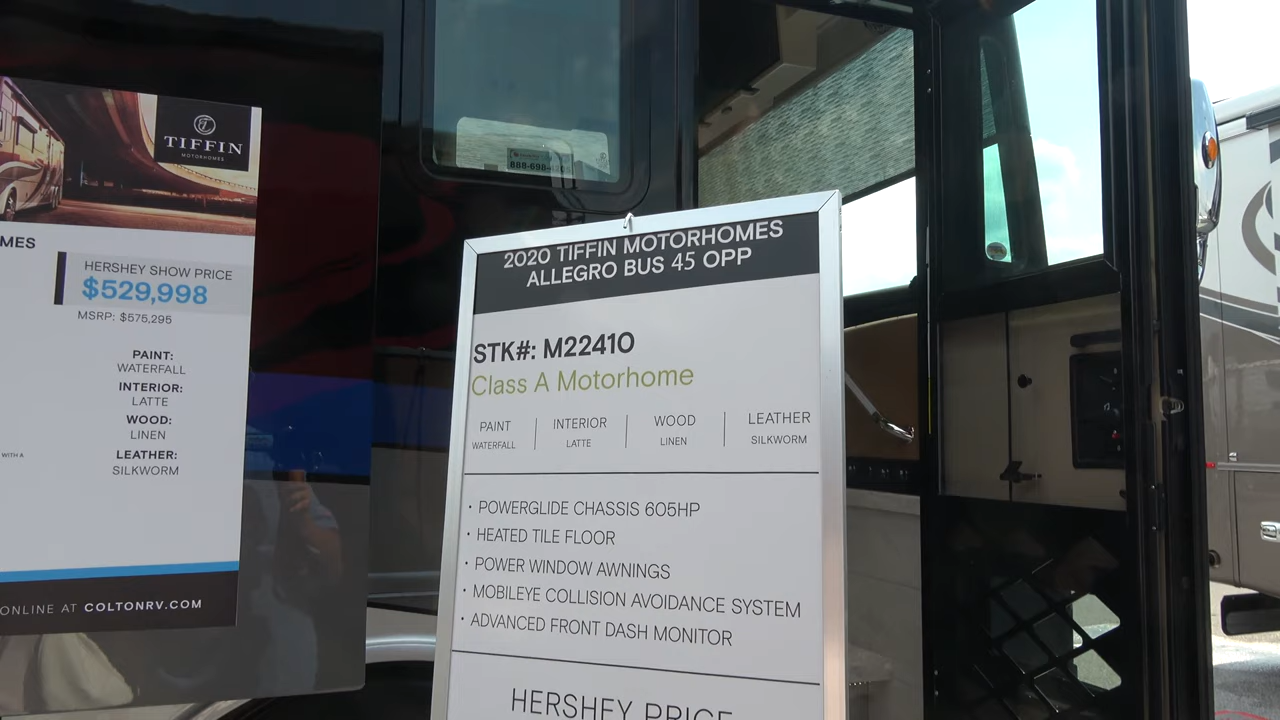 TIFFIN
MOTORHOMES
MES
HERSHEY SHOW PRICE
$529,998
MSRP: $575,295
PAINT:
WATERFALL
INTERIOR:
LATTE
WOOD:
LINEN
WITH A
LEATHER:
SILKWORM
ONLINE AT COLTONRV.COM
888-698
2020 TIFFIN MOTORHOMES
ALLEGRO BUS 45 OPP
STK#: M22410
Class A Motorhome
PAINT INTERIOR WOOD LEATHER
WATERFALL LATTE LINEN SILKWORM
• POWERGLIDE CHASSIS 605HP
• HEATED TILE FLOOR
• POWER WINDOW AWNINGS
• MOBILEYE COLLISION AVOIDANCE SYSTEM
• ADVANCED FRONT DASH MONITOR
HERSHEY PRICE